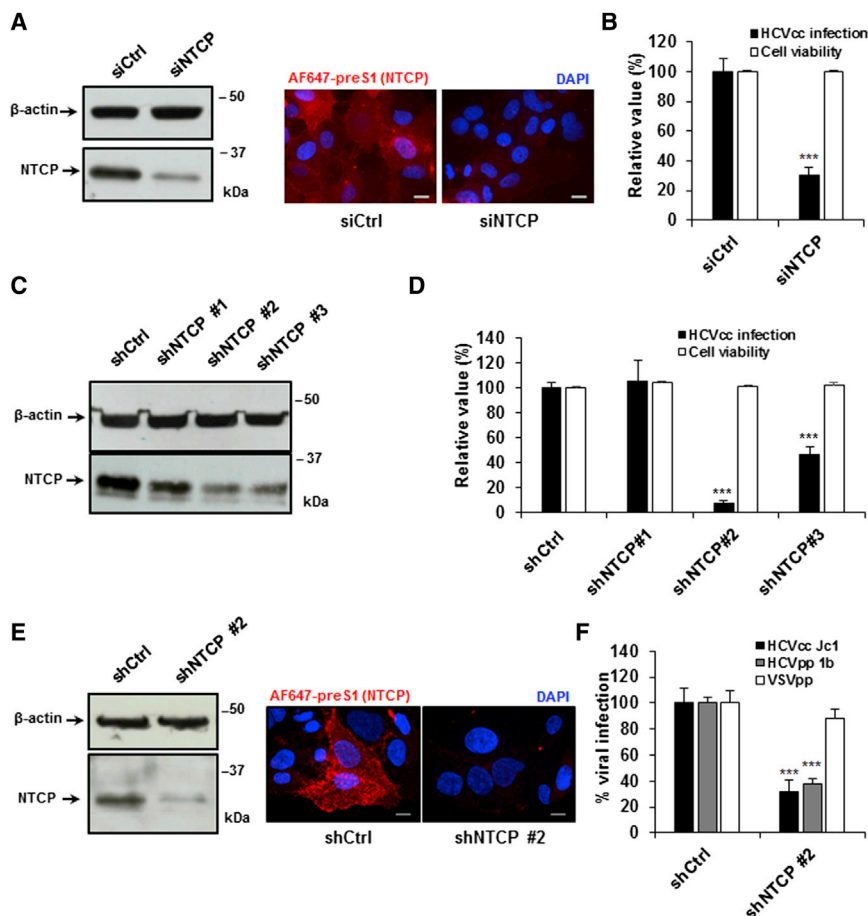 A
siCtrl
siNTCP
β-actin
50
37
NTCP
kDa
AF647-preS1 (NTCP)
DAPI
siCtrl
siNTCP
B
HCVcc infection
Cell viability
Relative value (%)
120
100
80
60
40
20
0
***
siCtrl
siNTCP
C
shCtrl
shNTCP #1
shNTCP #2
shNTCP #3
β-actin
50
37
NTCP
kDa
D
HCVcc infection
Cell viability
Relative value (%)
140
120
100
80
60
40
20
0
***
***
shCtrl
shNTCP#1
shNTCP#2
shNTCP#3
E
shCtrl
shNTCP #2
β-actin
50
37
NTCP
kDa
AF647-preS1 (NTCP)
DAPI
shCtrl
shNTCP #2
F
HCVcc Jc1
HCVpp 1b
VSVpp
% viral infection
140
120
100
80
60
40
20
0
***
***
shCtrl
shNTCP #2